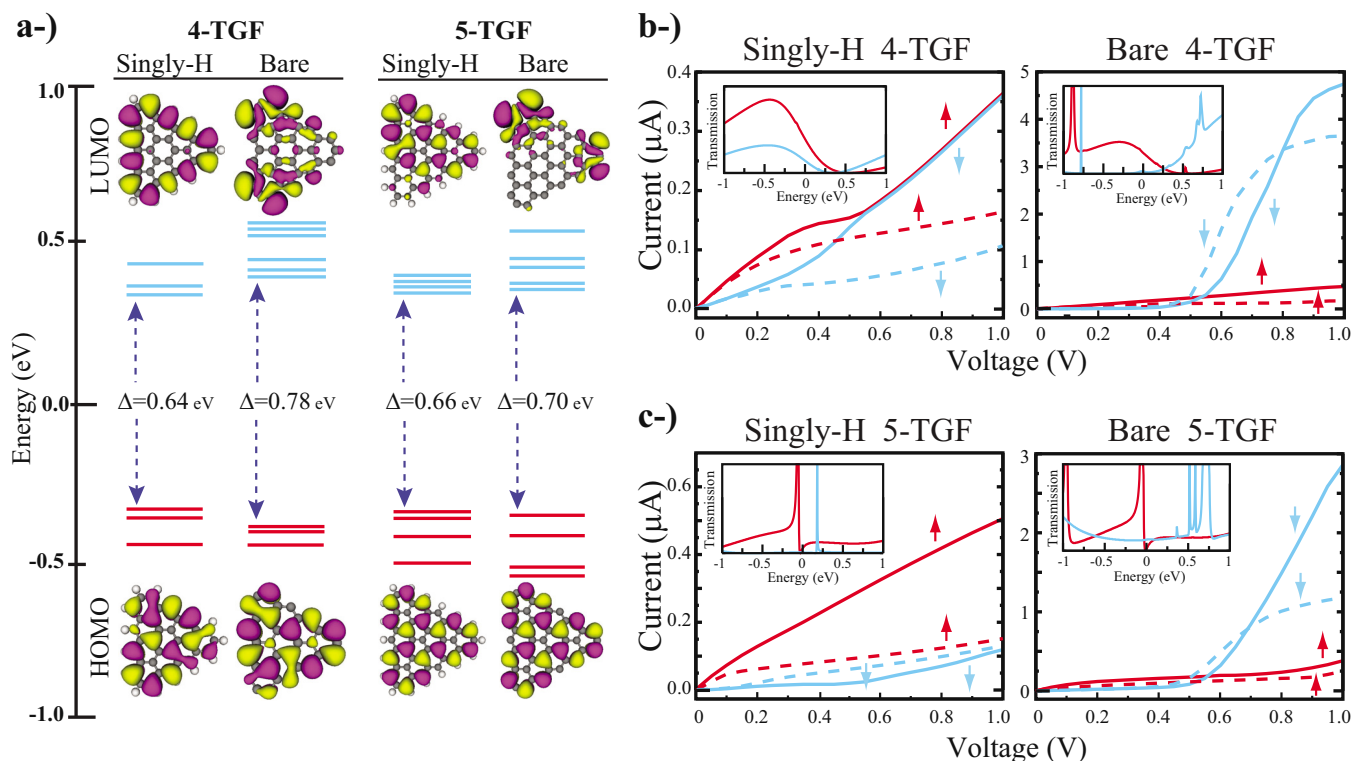 a-)
4-TGF 5-TGF
Singly-H Bare Singly-H Bare
1.0
0.5
0.0
-0.5
-1.0
Energy (eV)
LUMO
HOMO
Δ=0.64 eV Δ=0.78 eV Δ=0.66 eV Δ=0.70 eV
b-)
Singly-H 4-TGF Bare 4-TGF
Current (μA)
0.4
0.3
0.2
0.1
0.0
0 0.2 0.4 0.6 0.8 1.0
Transmission
-1 -0.5 0 0.5 1
Energy (eV)
5
4
3
2
1
0
0 0.2 0.4 0.6 0.8 1.0
Transmission
-1 -0.5 0 0.5 1
Energy (eV)
Voltage (V)
c-)
Singly-H 5-TGF Bare 5-TGF
Current (μA)
0.6
0.4
0.2
0.0
0 0.2 0.4 0.6 0.8 1.0
Transmission
-1 -0.5 0 0.5 1
Energy (eV)
3
2
1
0
0 0.2 0.4 0.6 0.8 1.0
Transmission
-1 -0.5 0 0.5 1
Energy (eV)
Voltage (V)